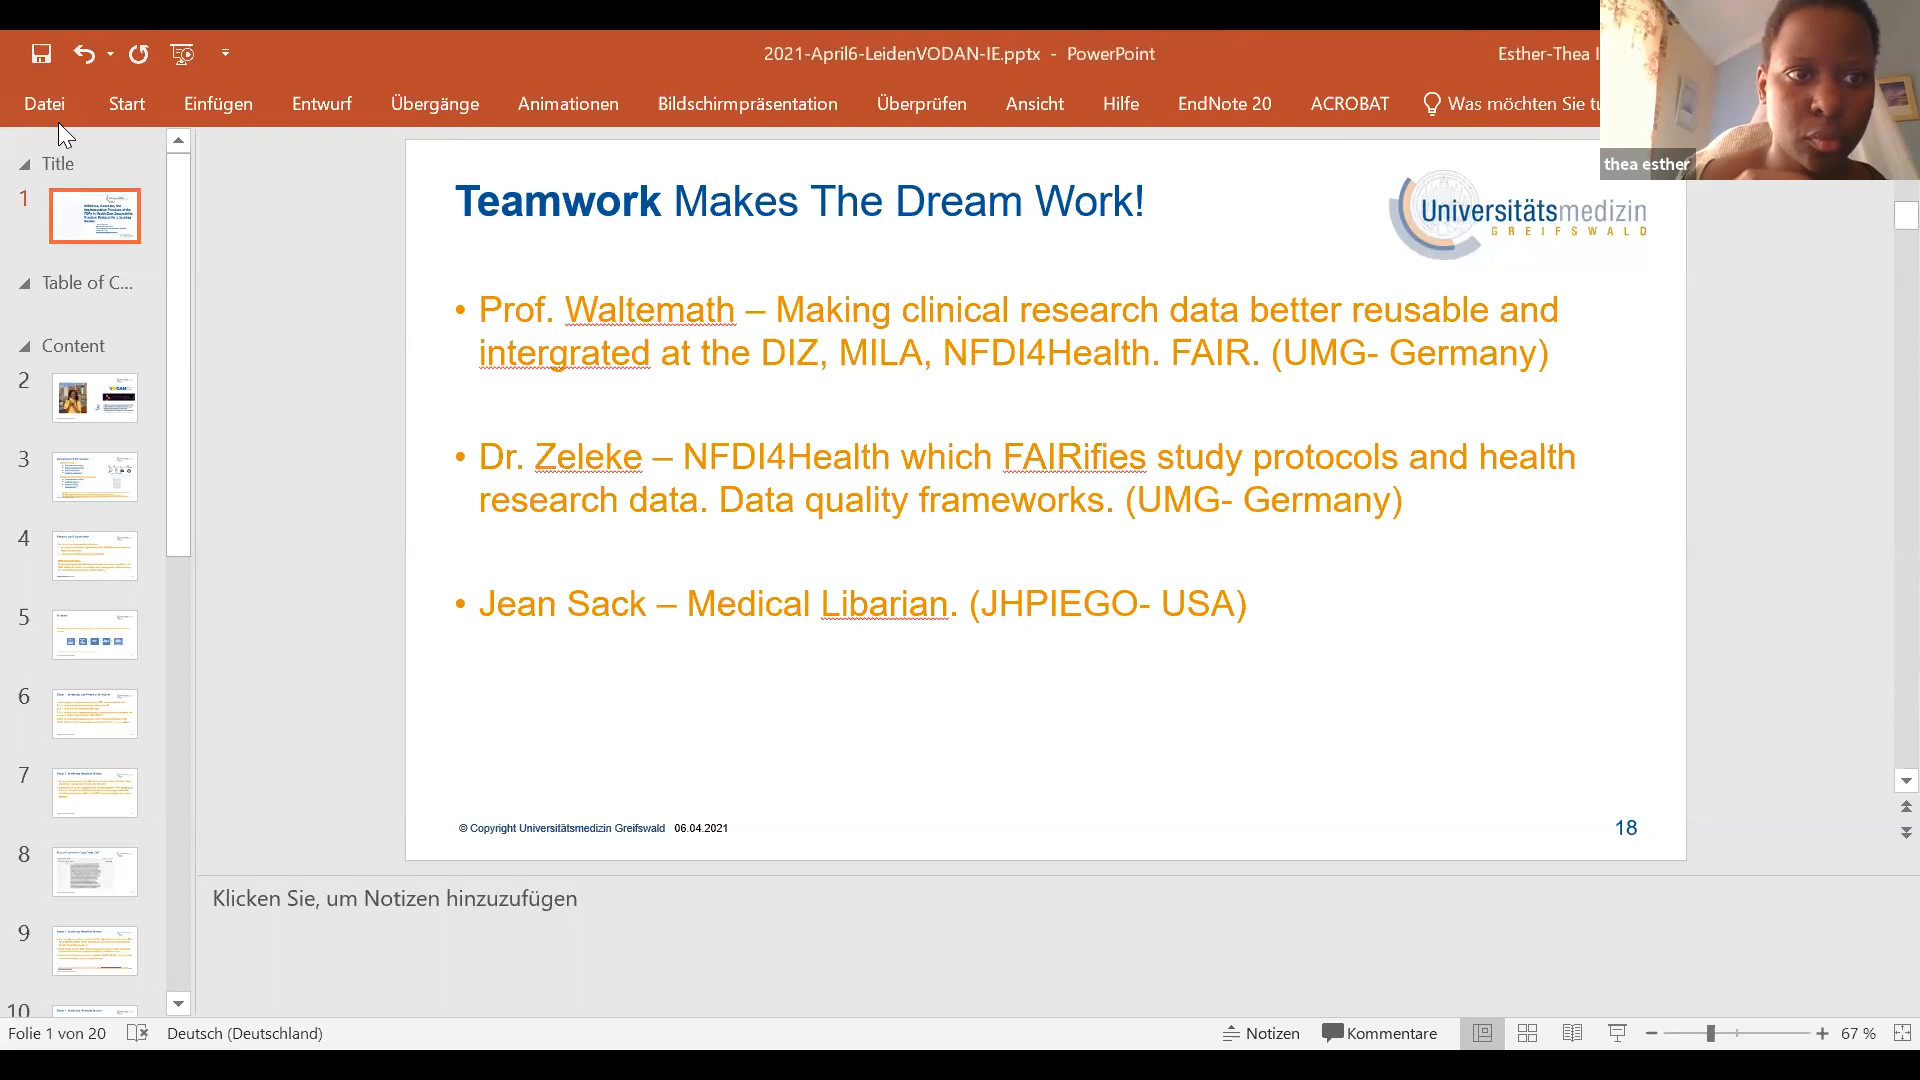 2021-April6-LeidenVODAN-IE.pptx - PowerPoint
Esther-Thea I
Datei Start Einfügen Entwurf Übergänge Animationen Bildschirmpräsentation Überprüfen Ansicht Hilfe EndNote 20 ACROBAT Was möchten Sie tu
thea esther
Title
1
Table of C...
Content
2
3
4
5
6
7
8
9
10
Teamwork Makes The Dream Work!
Universitätsmedizin
GREIFSWALD
• Prof. Waltemath – Making clinical research data better reusable and
intergrated at the DIZ, MILA, NFDI4Health. FAIR. (UMG- Germany)
• Dr. Zeleke – NFDI4Health which FAIRifies study protocols and health
research data. Data quality frameworks. (UMG- Germany)
• Jean Sack – Medical Libarian. (JHPIEGO- USA)
© Copyright Universitätsmedizin Greifswald 06.04.2021
18
Klicken Sie, um Notizen hinzuzufügen
Folie 1 von 20 Deutsch (Deutschland) Notizen Kommentare 67 %